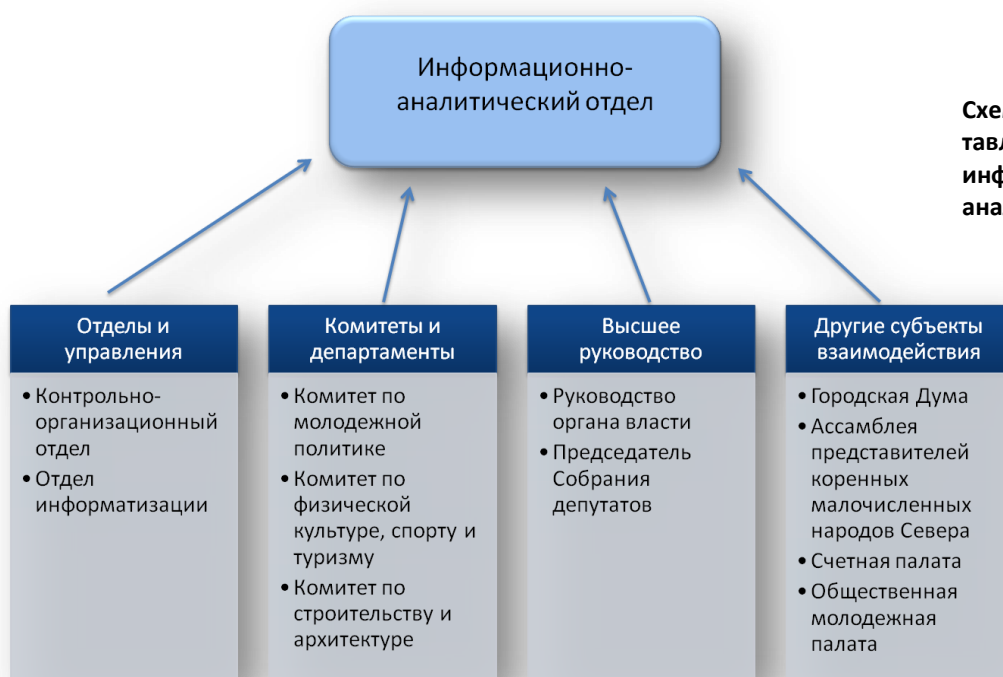 Информационно-
аналитический отдел
Отделы и
управления
• Контрольно-
организационный
отдел
• Отдел
информатизации
Комитеты и
департаменты
• Комитет по
молодежной
политике
• Комитет по
физической
культуре, спорту и
туризму
• Комитет по
строительству и
архитектуре
Высшее
руководство
• Руководство
органа власти
• Председатель
Собрания
депутатов
Другие субъекты
взаимодействия
• Городская Дума
• Ассамблея
представителей
коренных
малочисленных
народов Севера
• Счетная палата
• Общественная
молодежная
палата